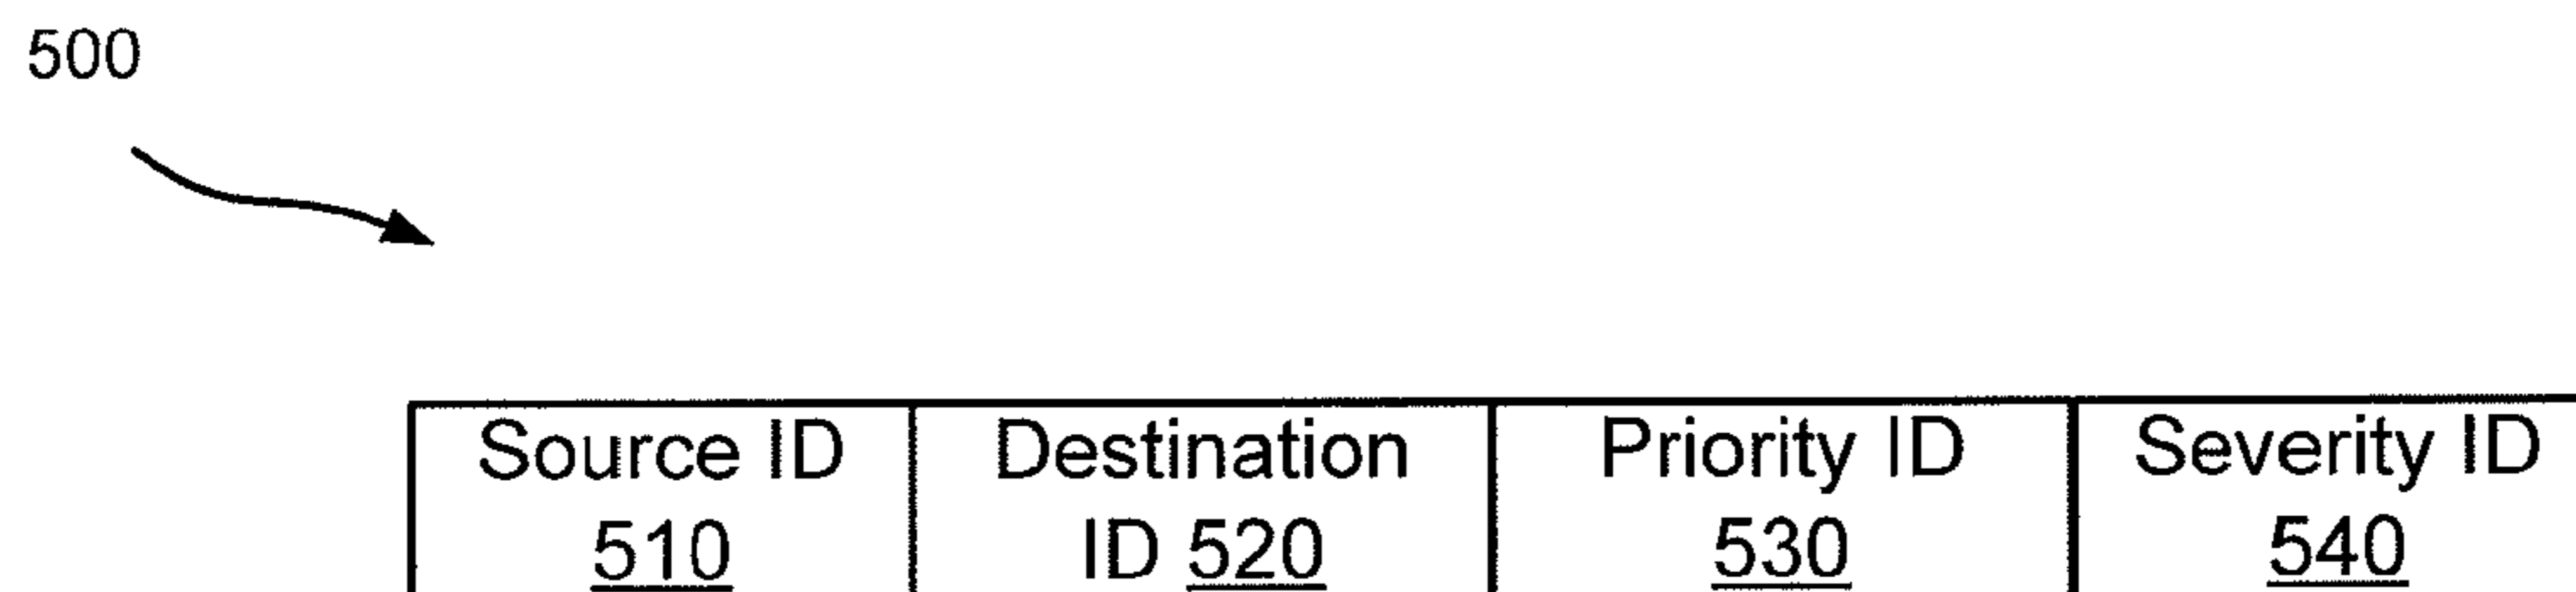 500
Source ID Destination Priority ID Severity ID
510 ID 520 530 540